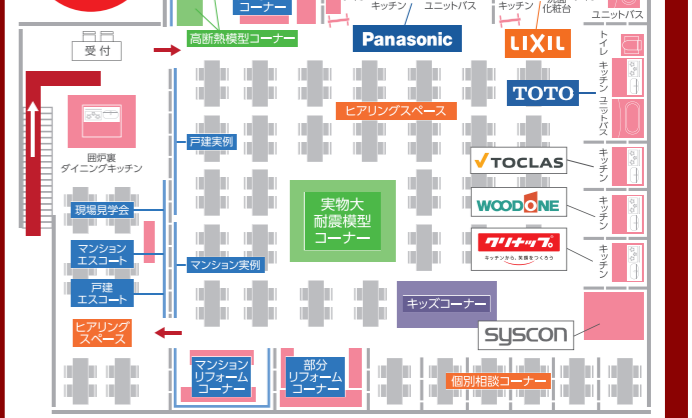 コーナー
キッチン
ユニットバス
キッチン
洗面
化粧台
ユニットバス
受付
高断熱模型コーナー
Panasonic
LIXIL
トイレ
キッチン
TOTO
ユニットバス
ヒアリングスペース
戸建実例
囲炉裏
ダイニングキッチン
TOCLAS
キッチン
現場見学会
実物大
耐震模型
コーナー
WOODONE
キッチン
マンション
エスコート
マンション実例
クリナップ。
キッチンから、笑顔をつくろう
キッチン
戸建
エスコート
キッズコーナー
ヒアリング
スペース
syscon
マンション
リフォーム
コーナー
部分
リフォーム
コーナー
個別相談コーナー